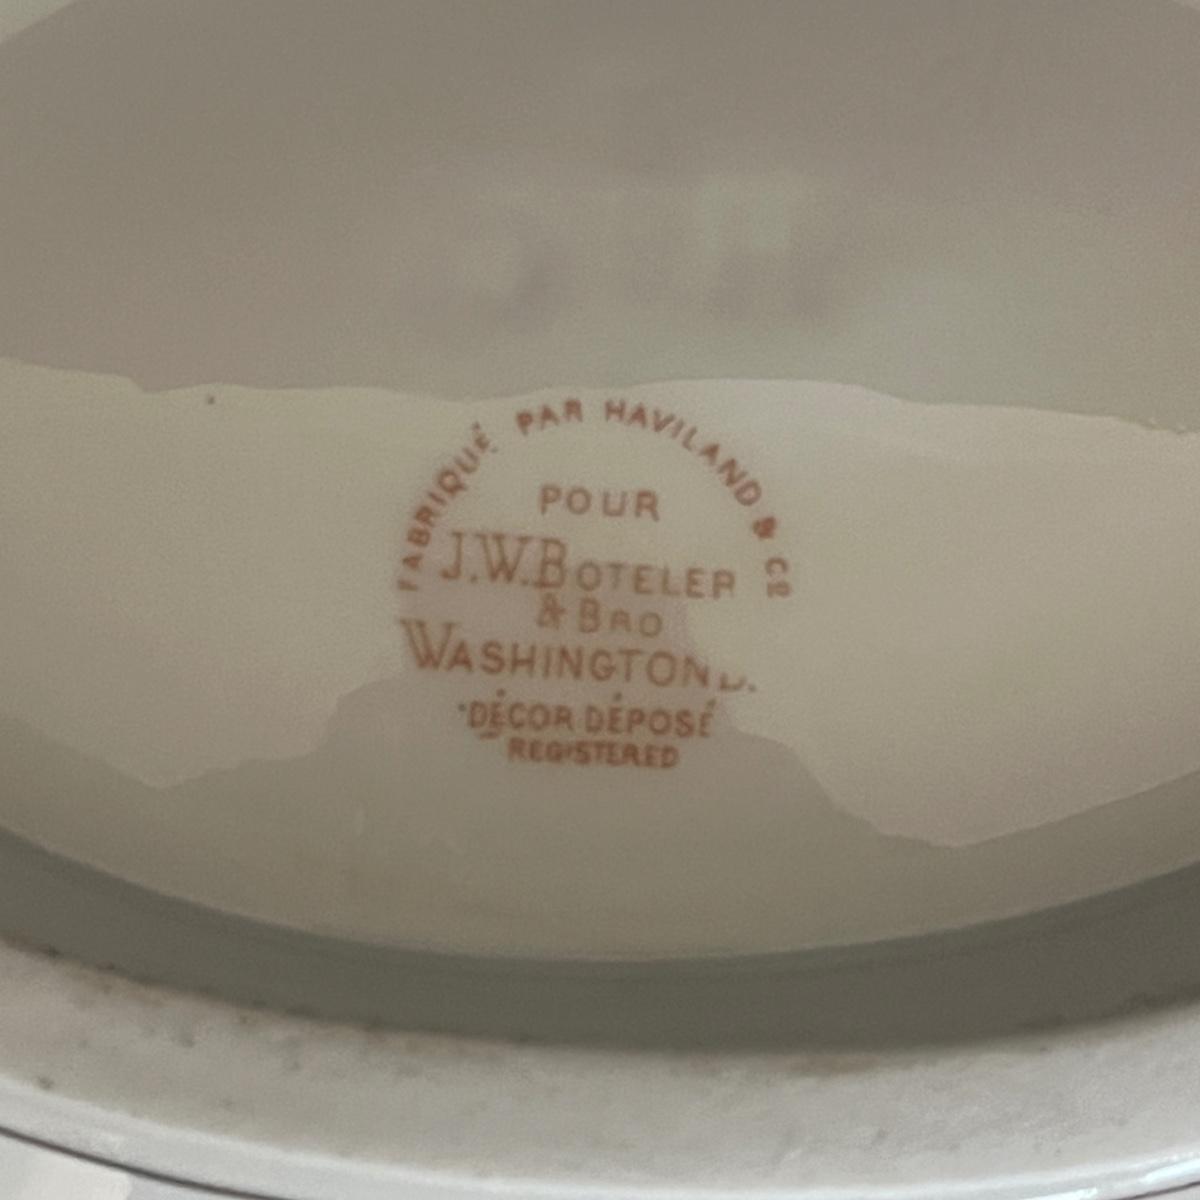 FABRIQUÉ PAR HAVILAND & Cº
POUR
J.W. BOTELER
& BRO
WASHINGTON D.
DÉCOR DÉPOSÉ
REGISTERED